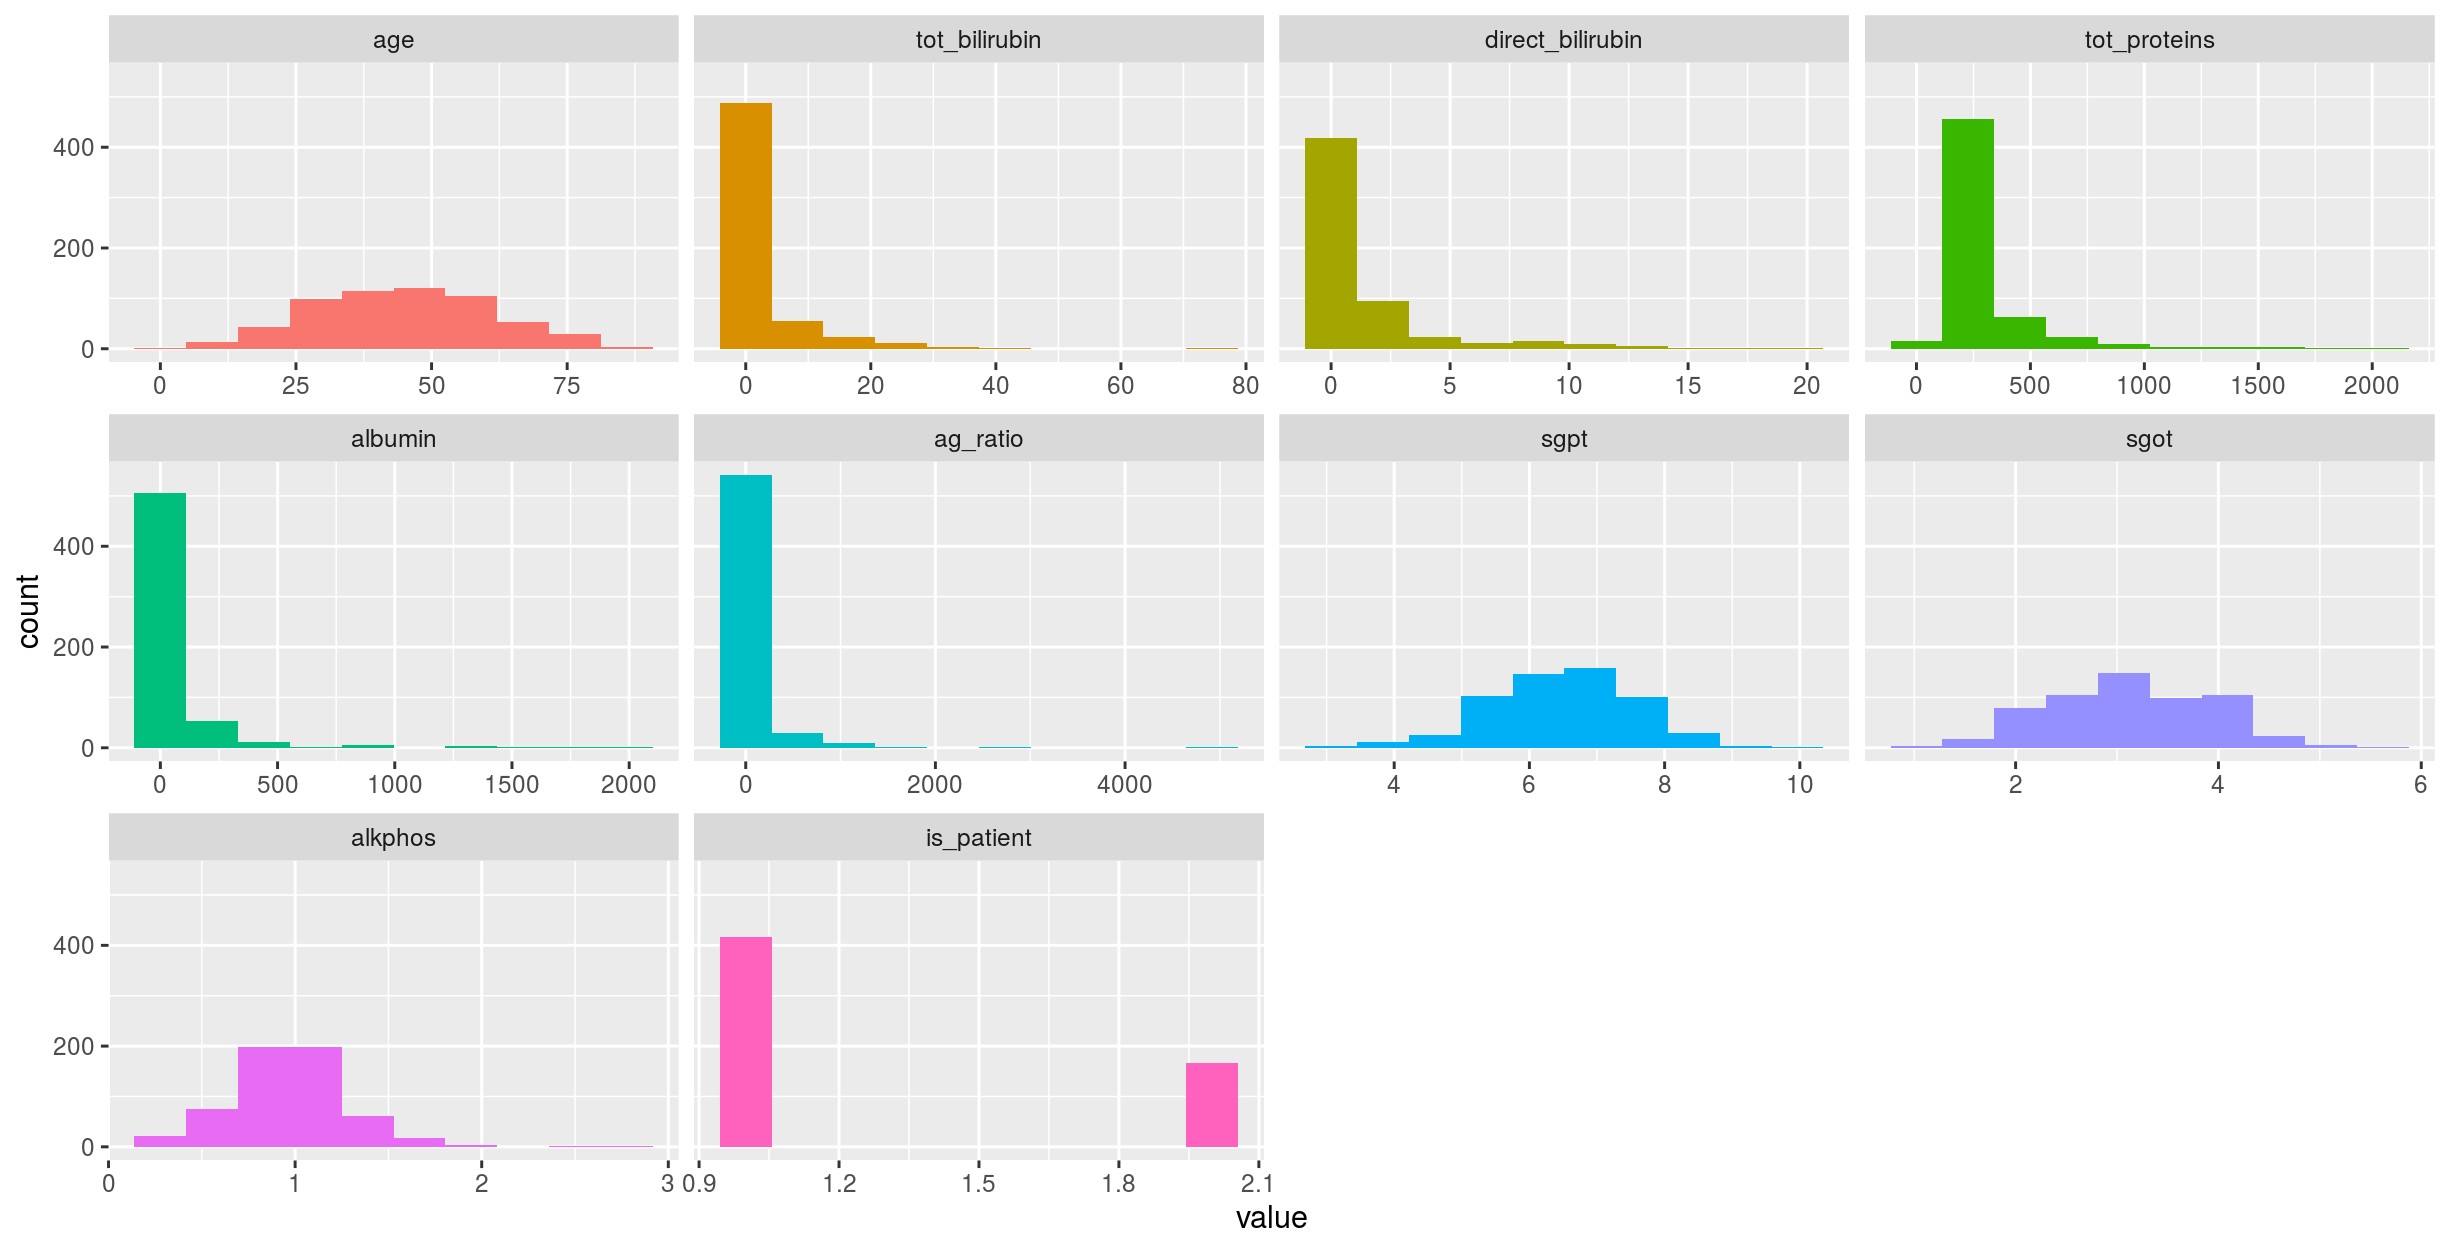 age tot_bilirubin direct_bilirubin tot_proteins
400
200
0
0 25 50 75 0 20 40 60 80 0 5 10 15 20 0 500 1000 1500 2000
albumin ag_ratio sgpt sgot
400
200
0
0 500 1000 1500 2000 0 2000 4000 4 6 8 10 2 4 6
count
alkphos is_patient
400
200
0
0 1 2 3 0.9 1.2 1.5 1.8 2.1
value